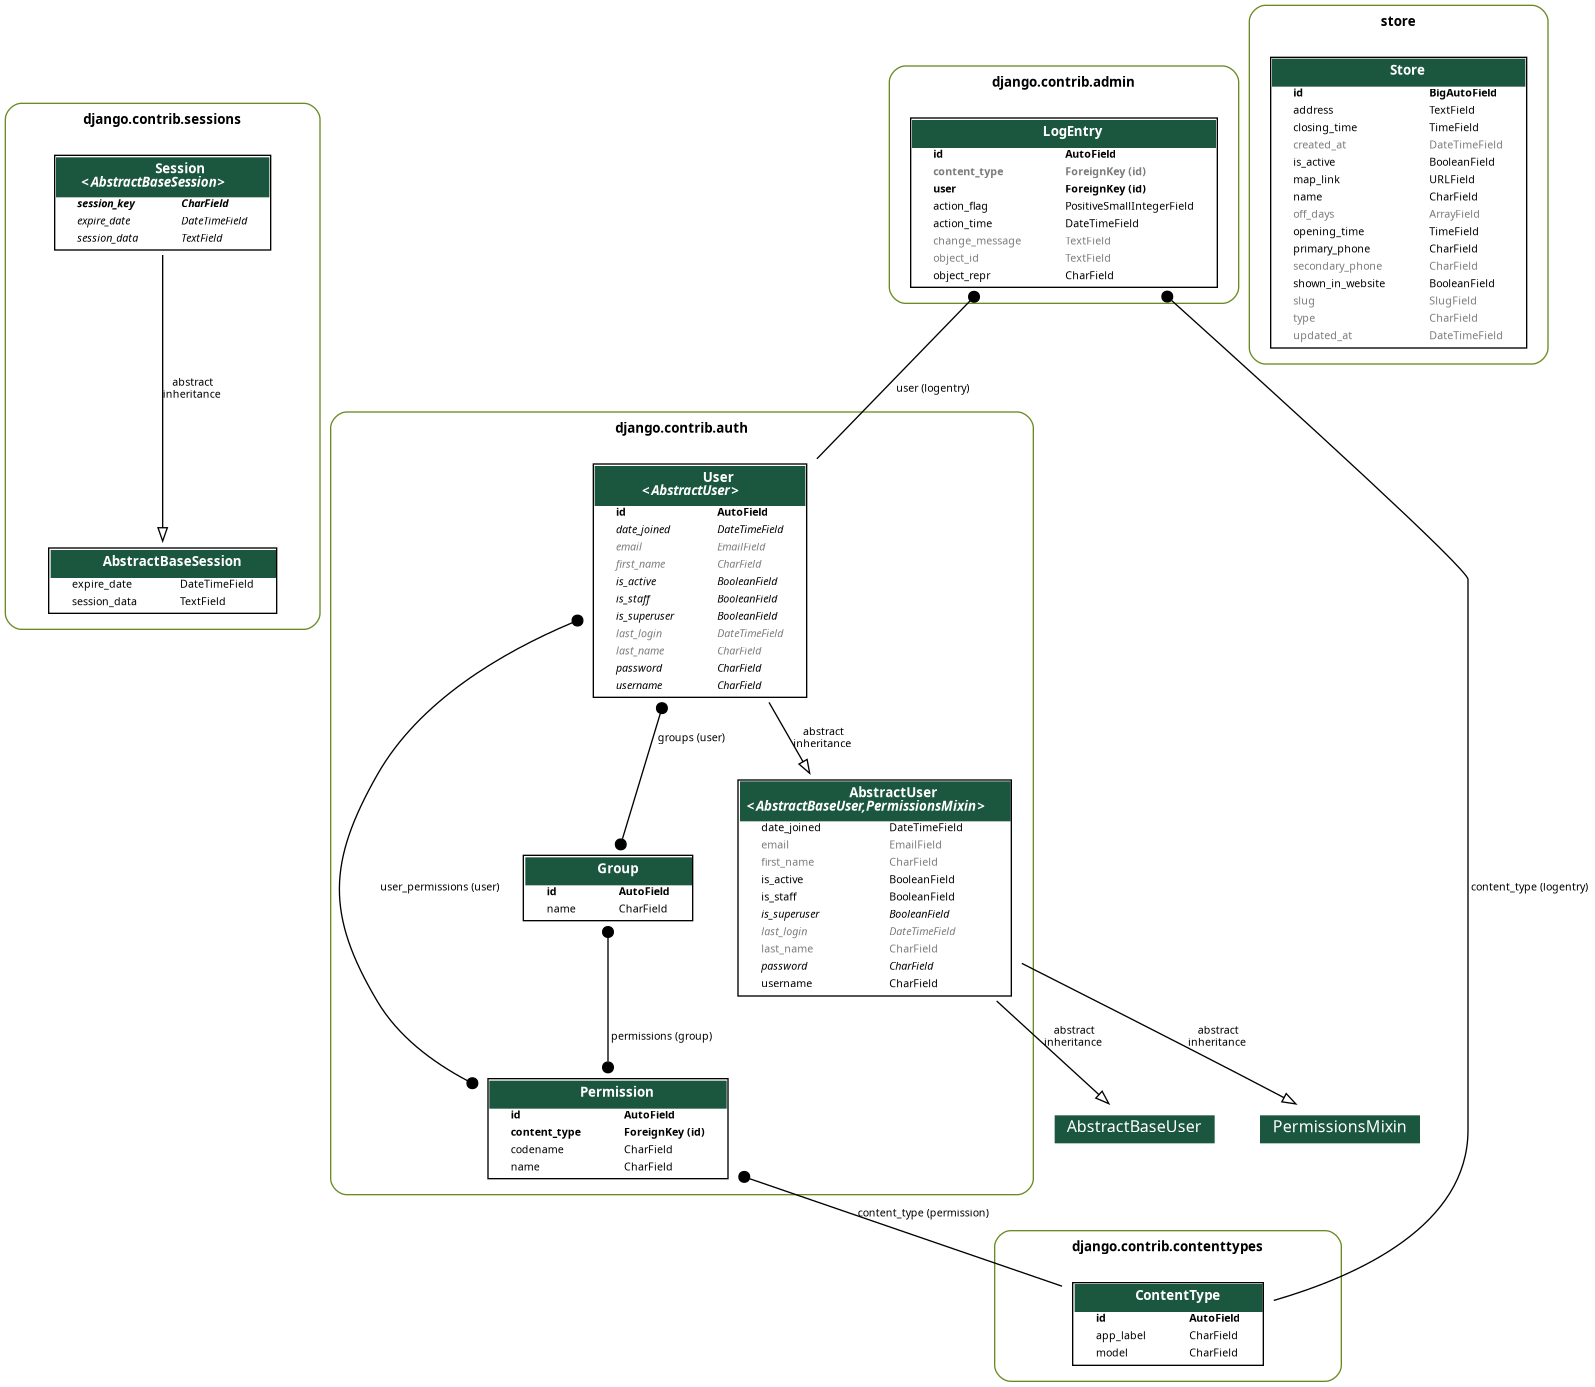 store
Store
id BigAutoField
address TextField
closing_time TimeField
created_at DateTimeField
is_active BooleanField
map_link URLField
name CharField
off_days ArrayField
opening_time TimeField
primary_phone CharField
secondary_phone CharField
shown_in_website BooleanField
slug SlugField
type CharField
updated_at DateTimeField
django.contrib.admin
LogEntry
id AutoField
content_type ForeignKey (id)
user ForeignKey (id)
action_flag PositiveSmallIntegerField
action_time DateTimeField
change_message TextField
object_id TextField
object_repr CharField
django.contrib.sessions
Session
<AbstractBaseSession>
session_key CharField
expire_date DateTimeField
session_data TextField
abstract
inheritance
AbstractBaseSession
expire_date DateTimeField
session_data TextField
user (logentry)
django.contrib.auth
User
<AbstractUser>
id AutoField
date_joined DateTimeField
email EmailField
first_name CharField
is_active BooleanField
is_staff BooleanField
is_superuser BooleanField
last_login DateTimeField
last_name CharField
password CharField
username CharField
groups (user)
abstract
inheritance
AbstractUser
<AbstractBaseUser,PermissionsMixin>
date_joined DateTimeField
email EmailField
first_name CharField
is_active BooleanField
is_staff BooleanField
is_superuser BooleanField
last_login DateTimeField
last_name CharField
password CharField
username CharField
user_permissions (user)
Group
id AutoField
name CharField
content_type (logentry)
permissions (group)
abstract
inheritance
abstract
inheritance
Permission
id AutoField
content_type ForeignKey (id)
codename CharField
name CharField
AbstractBaseUser
PermissionsMixin
content_type (permission)
django.contrib.contenttypes
ContentType
id AutoField
app_label CharField
model CharField